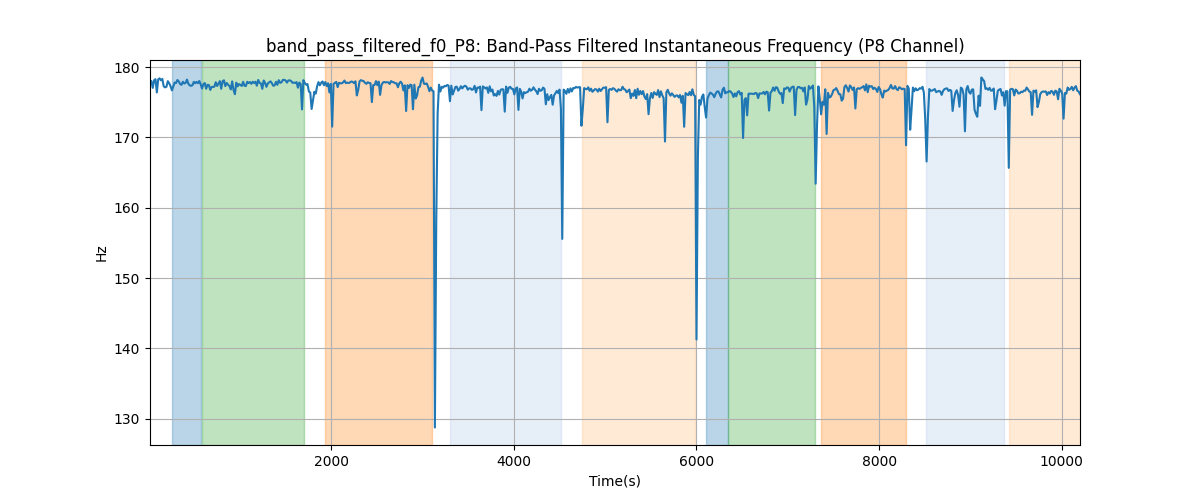 band_pass_filtered_f0_P8: Band-Pass Filtered Instantaneous Frequency (P8 Channel)
180
170
160
150
140
130
Hz
2000 4000 6000 8000 10000
Time(s)